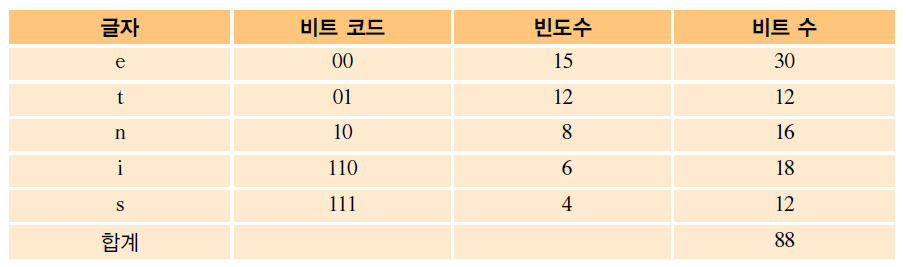 글자 비트 코드 빈도수 비트 수
e 00 15 30
t 01 12 12
n 10 8 16
i 110 6 18
s 111 4 12
합계 88